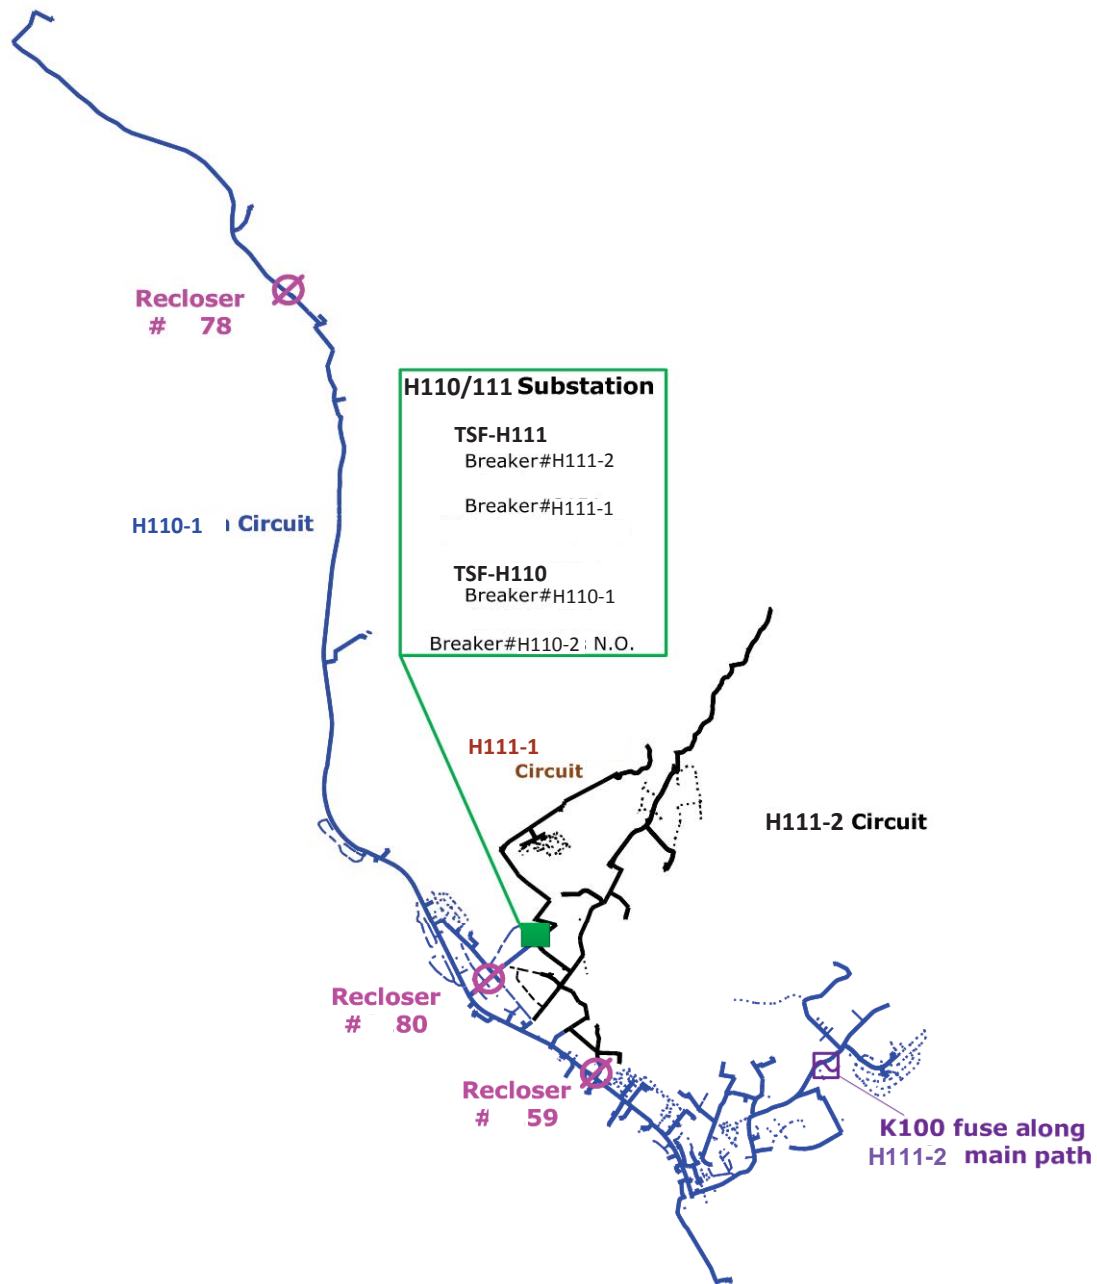 Recloser
# 78
H110/111 Substation
TSF-H111
Breaker#H111-2
Breaker#H111-1
H110-1 Circuit
TSF-H110
Breaker#H110-1
Breaker#H110-2 N.O.
H111-1
Circuit
H111-2 Circuit
Recloser
# 80
Recloser
# 59
K100 fuse along
H111-2 main path